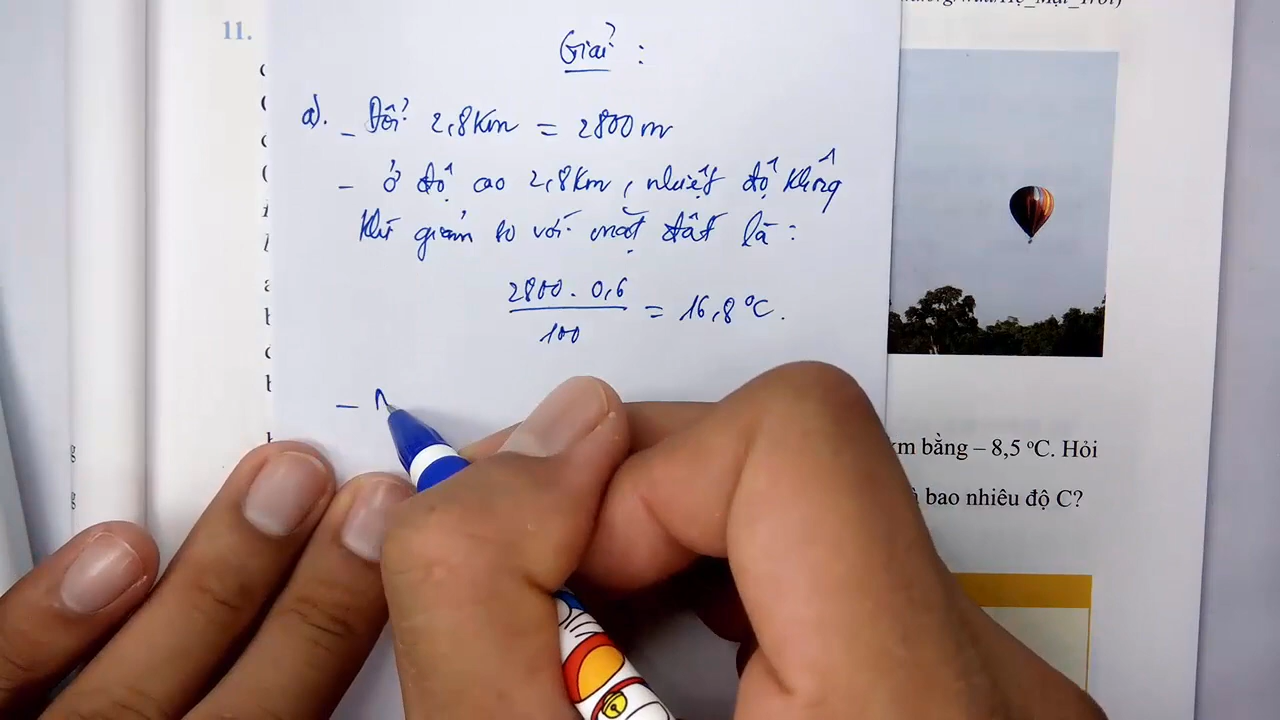 11.
Giải :
a). - Đổi 2,8Km = 2800m
- ở độ cao 2,8Km, nhiệt độ không
khí giảm so với mặt đất là :
2800 . 0,6
100
= 16,8°C.
-
km bằng – 8,5 °C. Hỏi
bao nhiêu độ C?